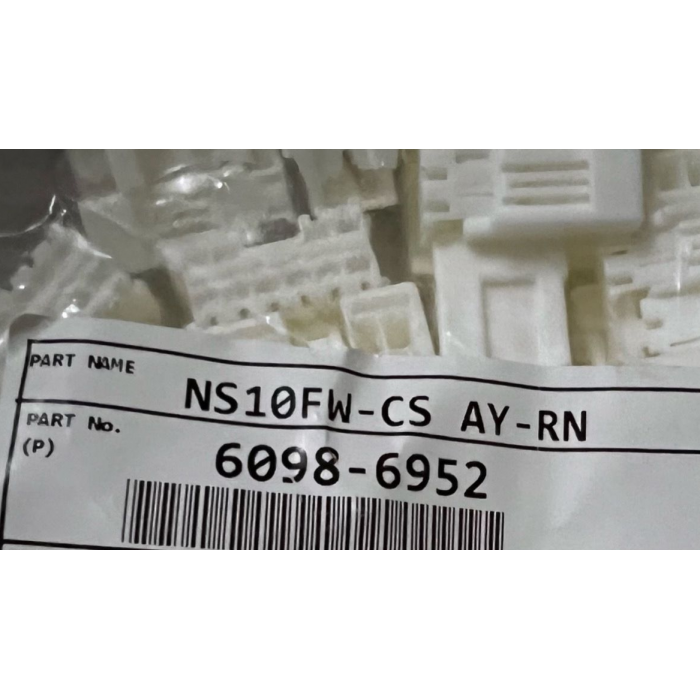 PART NAME
NS10FW-CS AY-RN
PART No.
(P)
6098-6952